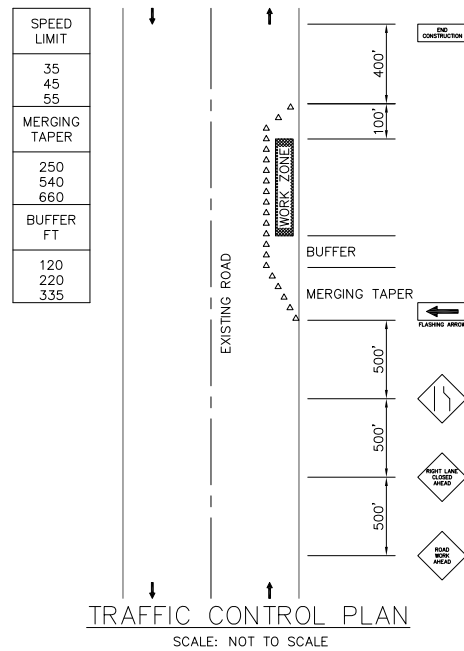 SPEED
LIMIT
35
45
55
MERGING
TAPER
250
540
660
BUFFER
FT
120
220
335
EXISTING ROAD
WORK ZONE
400'
100'
BUFFER
MERGING TAPER
500'
500'
500'
END
CONSTRUCTION
FLASHING ARROW
RIGHT LANE
CLOSED
AHEAD
ROAD
WORK
AHEAD
TRAFFIC CONTROL PLAN
SCALE: NOT TO SCALE